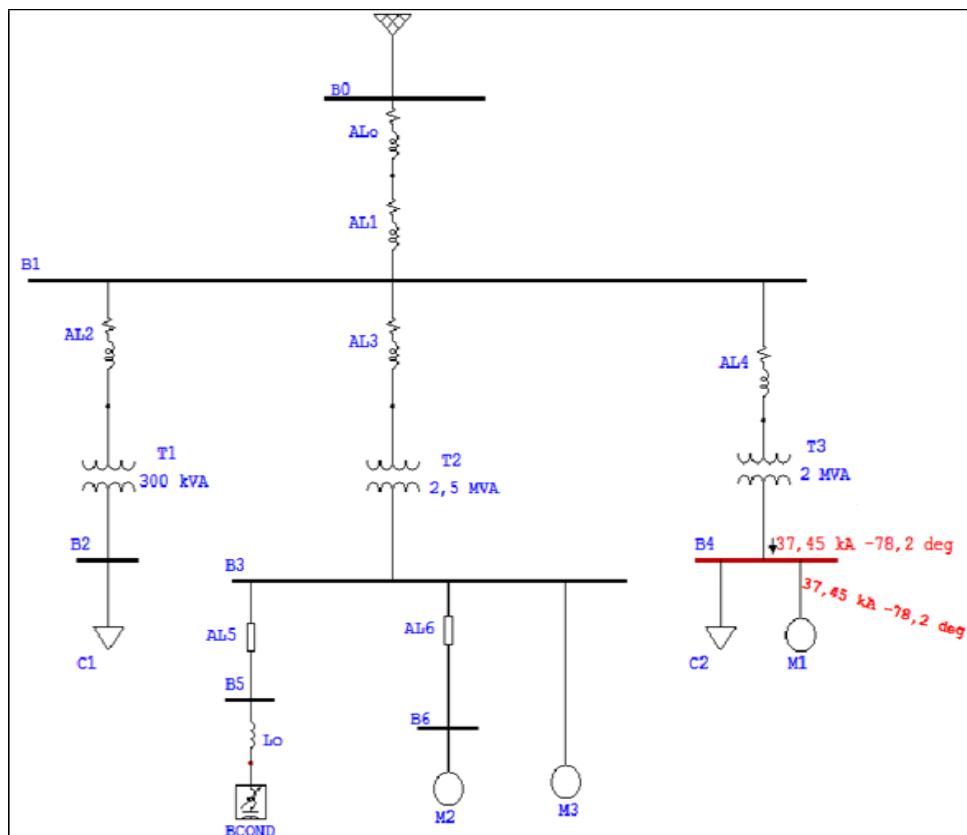 B0
ALo
AL1
B1
AL2
AL3
AL4
T1
300 kVA
T2
2,5 MVA
T3
2 MVA
B2
B3
B4
37,45 kA -78,2 deg
37,45 kA -78,2 deg
C1
AL5
AL6
C2
M1
B5
B6
Lo
BCOND
M2
M3